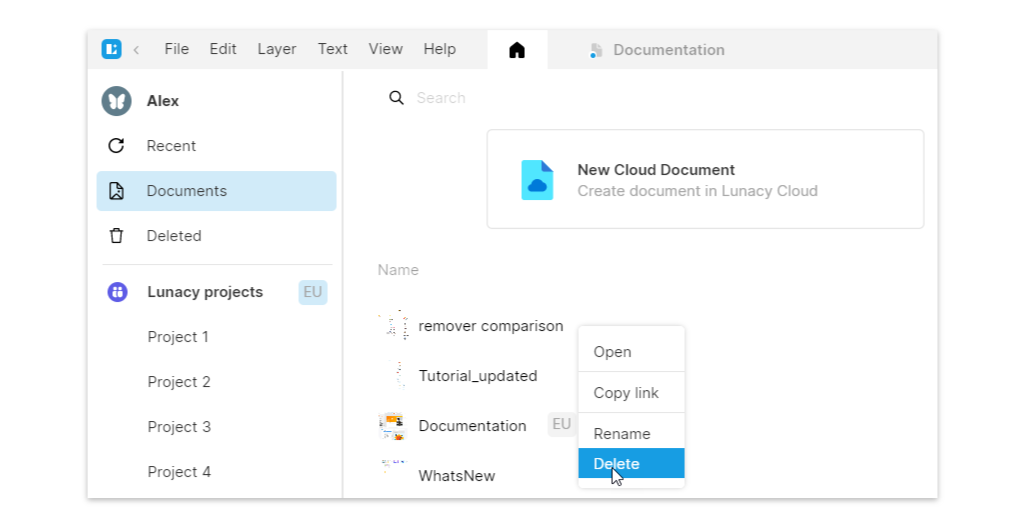 File Edit Layer Text View Help
Documentation
Alex
Search
Recent
Documents
Deleted
Lunacy projects EU
Project 1
Project 2
Project 3
Project 4
New Cloud Document
Create document in Lunacy Cloud
Name
remover comparison
Tutorial_updated
Documentation EU
WhatsNew
Open
Copy link
Rename
Delete